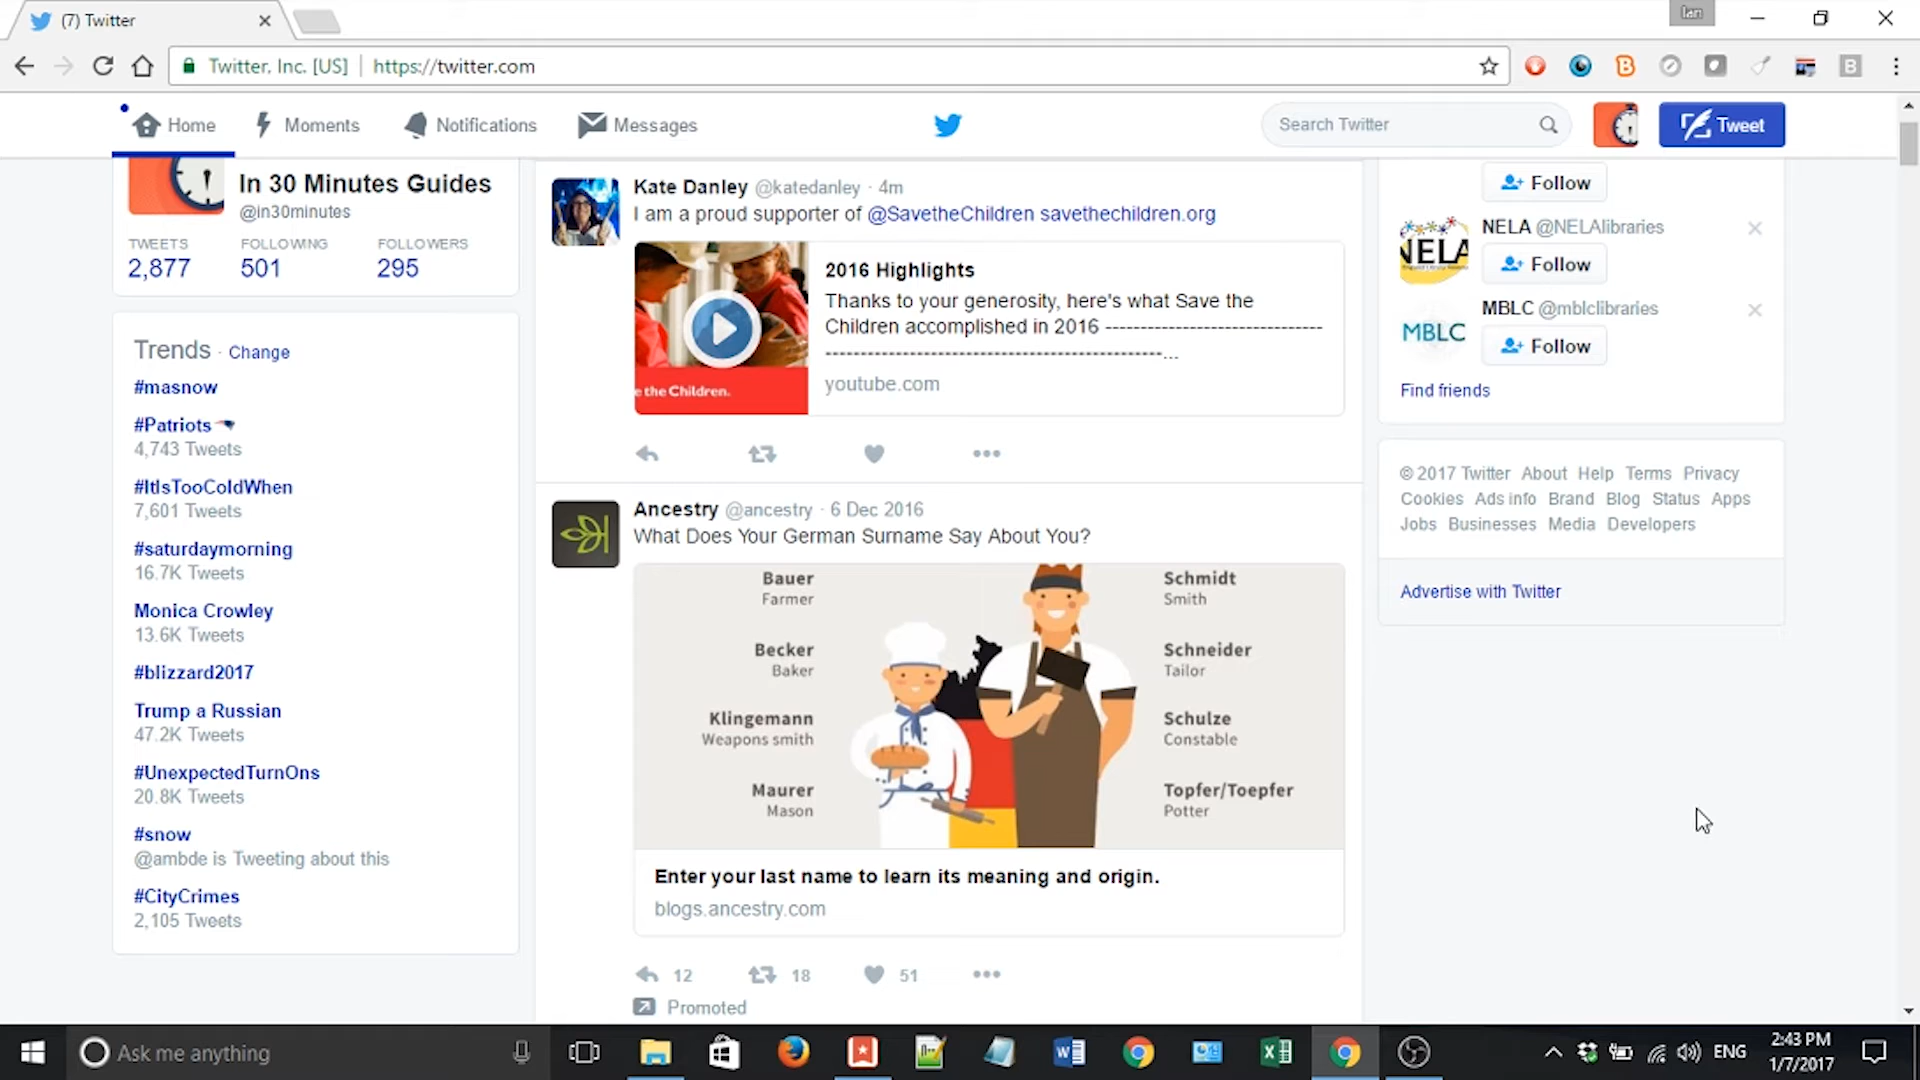 (7) Twitter
lan
Twitter, Inc. [US] | https://twitter.com
Home
Moments
Notifications
Messages
Search Twitter
Tweet
In 30 Minutes Guides
@in30minutes
TWEETS FOLLOWING FOLLOWERS
2,877 501 295
Trends · Change
#masnow
#Patriots
4,743 Tweets
#ItIsTooColdWhen
7,601 Tweets
#saturdaymorning
16.7K Tweets
Monica Crowley
13.6K Tweets
#blizzard2017
Trump a Russian
47.2K Tweets
#UnexpectedTurnOns
20.8K Tweets
#snow
@ambde is Tweeting about this
#CityCrimes
2,105 Tweets
Kate Danley @katedanley · 4m
I am a proud supporter of @SavetheChildren savethechildren.org
e the Children.
2016 Highlights
Thanks to your generosity, here's what Save the
Children accomplished in 2016 -------------------------------
------------------------------------------------...
youtube.com
Ancestry @ancestry · 6 Dec 2016
What Does Your German Surname Say About You?
Bauer
Farmer
Becker
Baker
Klingemann
Weapons smith
Maurer
Mason
Schmidt
Smith
Schneider
Tailor
Schulze
Constable
Topfer/Toepfer
Potter
Enter your last name to learn its meaning and origin.
blogs.ancestry.com
12 18 51
Promoted
Follow
NELA @NELAlibraries
NELA
Follow
MBLC @mblclibraries
MBLC
Follow
Find friends
© 2017 Twitter About Help Terms Privacy
Cookies Ads info Brand Blog Status Apps
Jobs Businesses Media Developers
Advertise with Twitter
Ask me anything
ENG
2:43 PM
1/7/2017